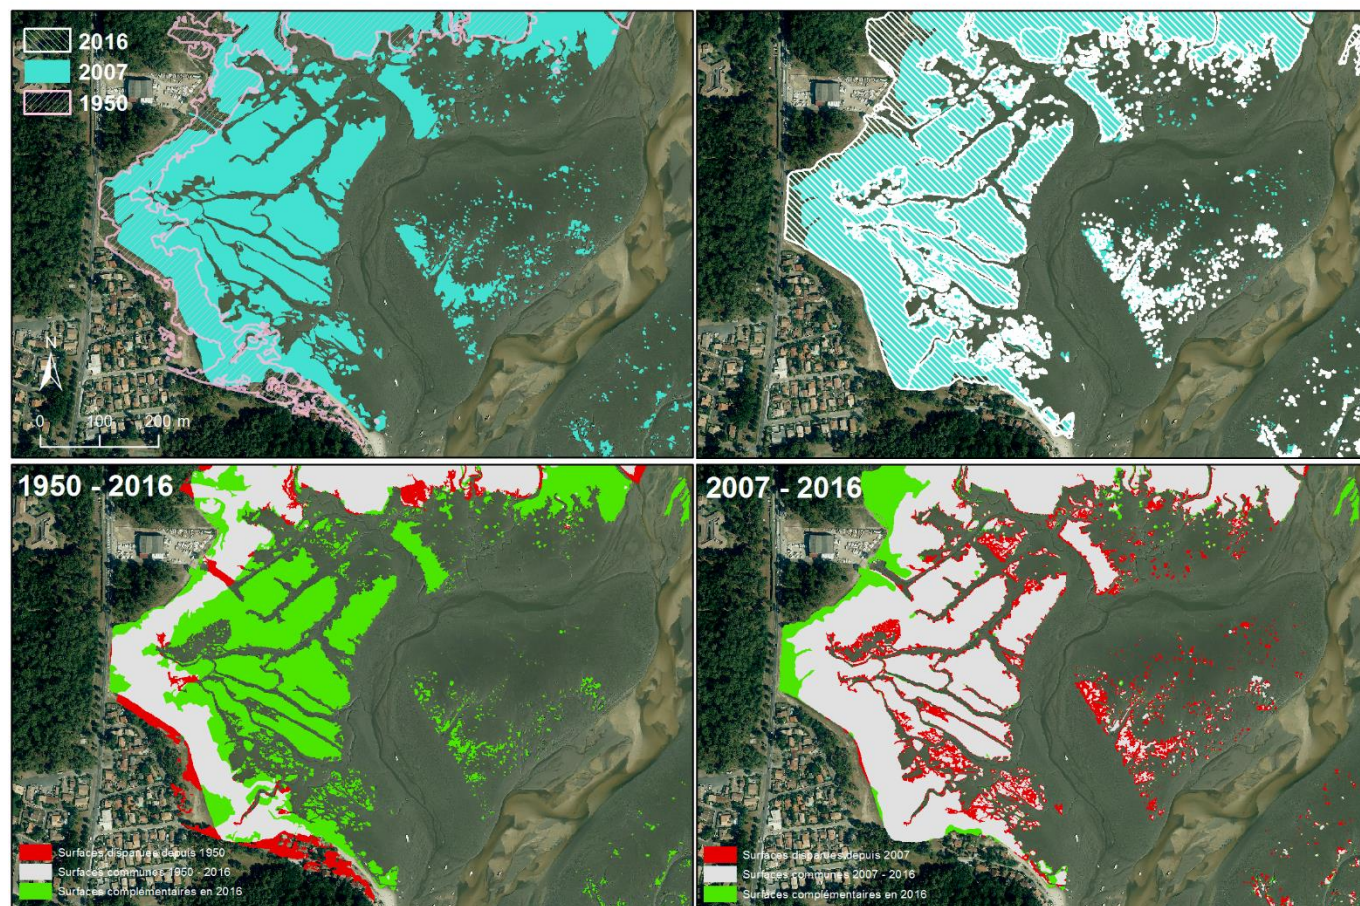 2016
2007
1950
N
0 100 200 m
1950 - 2016
Surfaces disparues depuis 1950
Surfaces communes 1950 - 2016
Surfaces complémentaires en 2016
2007 - 2016
Surfaces disparues depuis 2007
Surfaces communes 2007 - 2016
Surfaces complémentaires en 2016